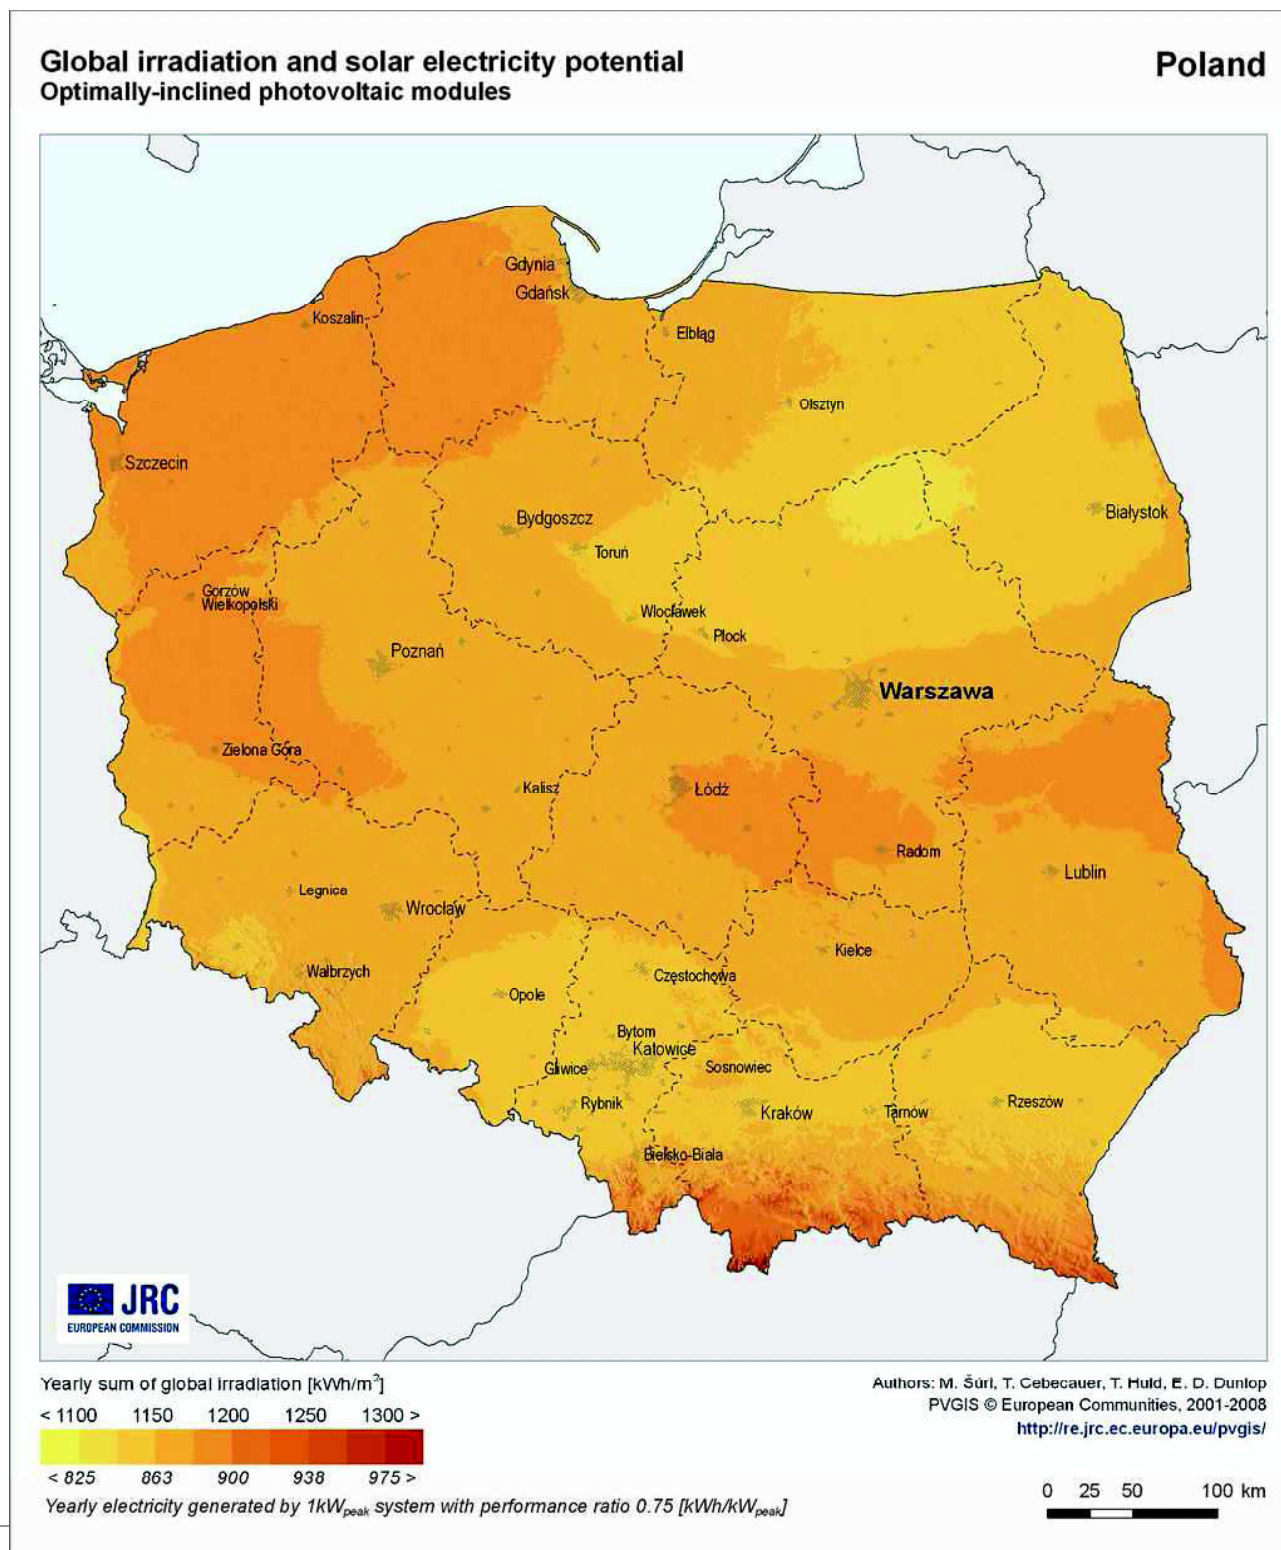 Global irradiation and solar electricity potential
Poland
Optimally-inclined photovoltaic modules
Gdynia
Gdańsk
Koszalin
Elbląg
Olsztyn
Szczecin
Białystok
Bydgoszcz
Toruń
Gorzów
Wielkopolski
Wlocławek
Płock
Poznań
Warszawa
Zielona Góra
Kalisz
Łódź
Radom
Lublin
Legnica
Wrocław
Kielce
Wałbrzych
Częstochowa
Opole
Bytom
Katowice
Gliwice
Sosnowiec
Rybnik
Kraków
Tarnów
Rzeszów
Bielsko-Biala
JRC
EUROPEAN COMMISSION
Yearly sum of global irradiation [kWh/m²]
< 1100 1150 1200 1250 1300 >
< 825 863 900 938 975 >
Yearly electricity generated by 1kWpeak system with performance ratio 0.75 [kWh/kWpeak]
Authors: M. Šúri, T. Cebecauer, T. Huld, E. D. Dunlop
PVGIS © European Communities, 2001-2008
http://re.jrc.ec.europa.eu/pvgis/
0 25 50 100 km